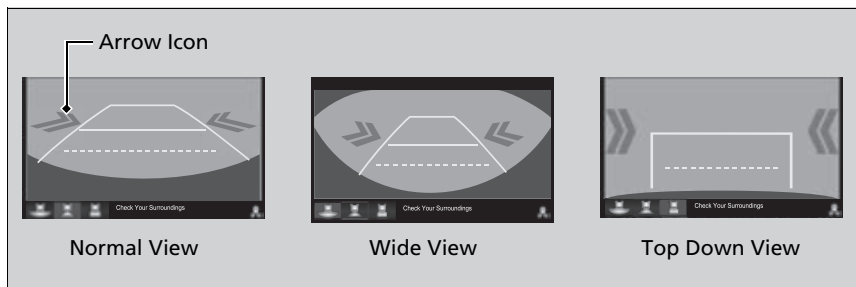 Arrow Icon
Check Your Surroundings
Check Your Surroundings
Check Your Surroundings
Normal View
Wide View
Top Down View